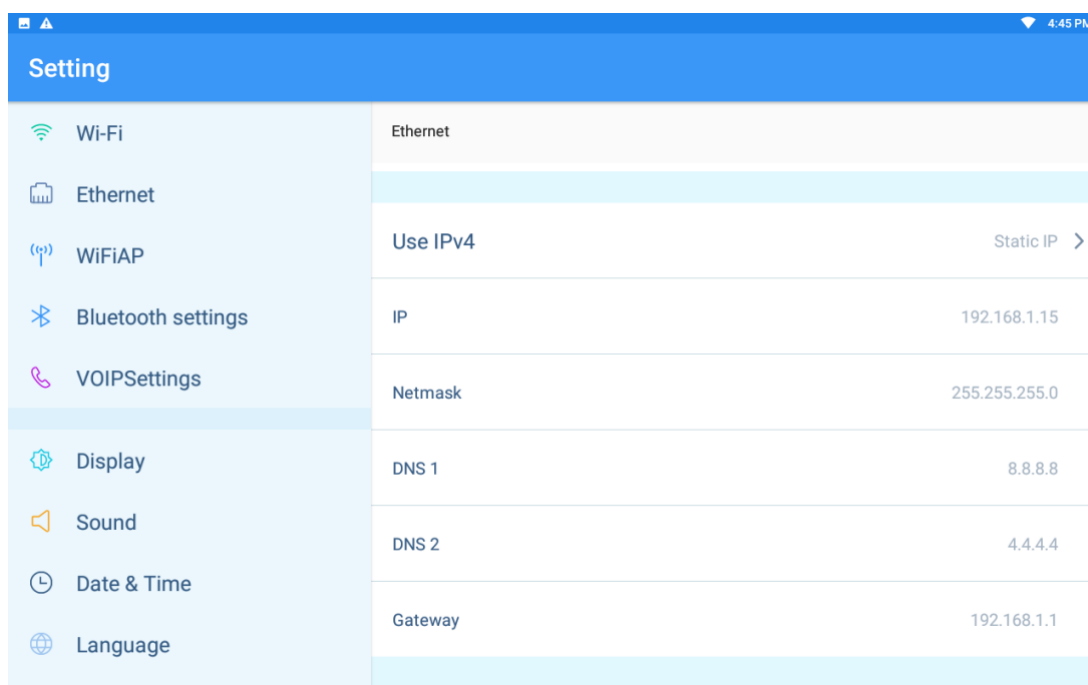 4:45 PM
Setting
Wi-Fi
Ethernet
WiFiAP
Bluetooth settings
VOIPSettings
Display
Sound
Date & Time
Language
Ethernet
Use IPv4 Static IP
IP 192.168.1.15
Netmask 255.255.255.0
DNS 1 8.8.8.8
DNS 2 4.4.4.4
Gateway 192.168.1.1